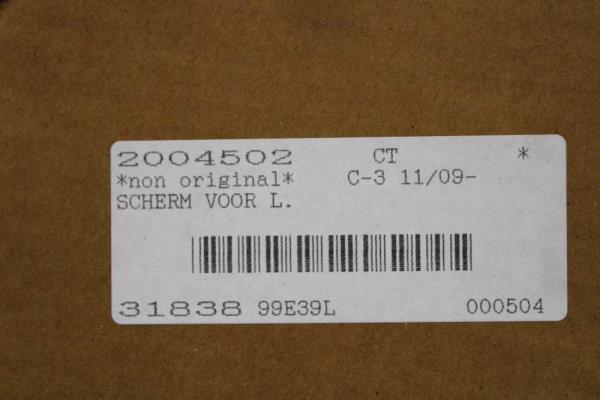 2004502 CT *
*non original* C-3 11/09-
SCHERM VOOR L.
31838 99E39L 000504